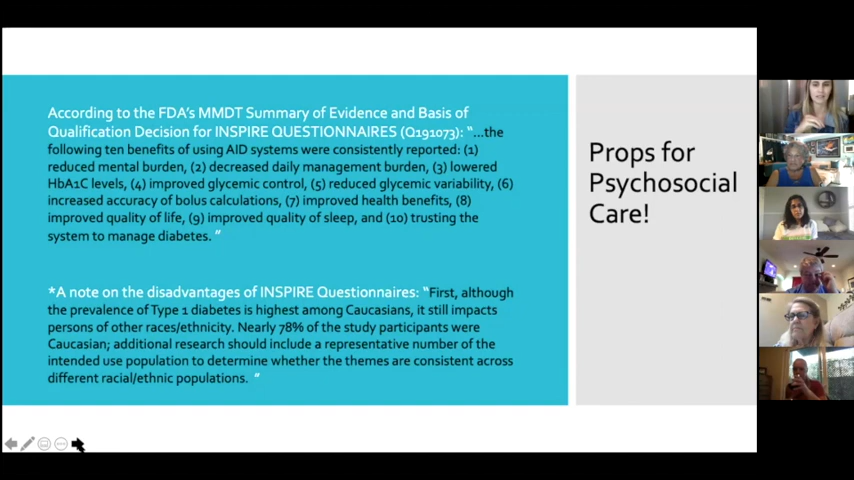 According to the FDA's MMDT Summary of Evidence and Basis of
Qualification Decision for INSPIRE QUESTIONNAIRES (Q191073): "...the
following ten benefits of using AID systems were consistently reported: (1)
reduced mental burden, (2) decreased daily management burden, (3) lowered
HbA1C levels, (4) improved glycemic control, (5) reduced glycemic variability, (6)
increased accuracy of bolus calculations, (7) improved health benefits, (8)
improved quality of life, (9) improved quality of sleep, and (10) trusting the
system to manage diabetes. "
*A note on the disadvantages of INSPIRE Questionnaires: "First, although
the prevalence of Type 1 diabetes is highest among Caucasians, it still impacts
persons of other races/ethnicity. Nearly 78% of the study participants were
Caucasian; additional research should include a representative number of the
intended use population to determine whether the themes are consistent across
different racial/ethnic populations. "
Props for
Psychosocial
Care!